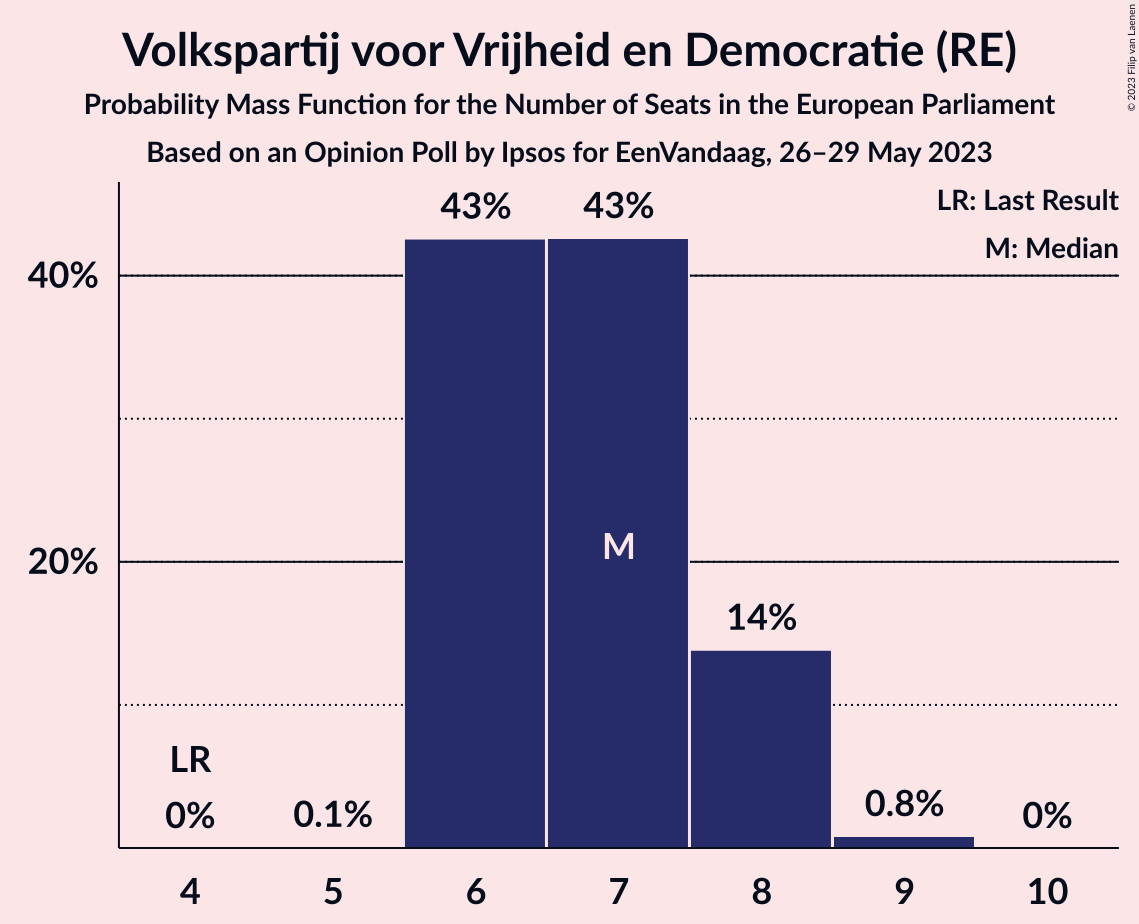 Volkspartij voor Vrijheid en Democratie (RE)
Probability Mass Function for the Number of Seats in the European Parliament
Based on an Opinion Poll by Ipsos for EenVandaag, 26–29 May 2023
© 2023 Filip van Laenen
LR: Last Result
M: Median
43%
43%
40%
M
20%
14%
LR
0%
0.1%
0.8%
0%
4
5
6
7
8
9
10